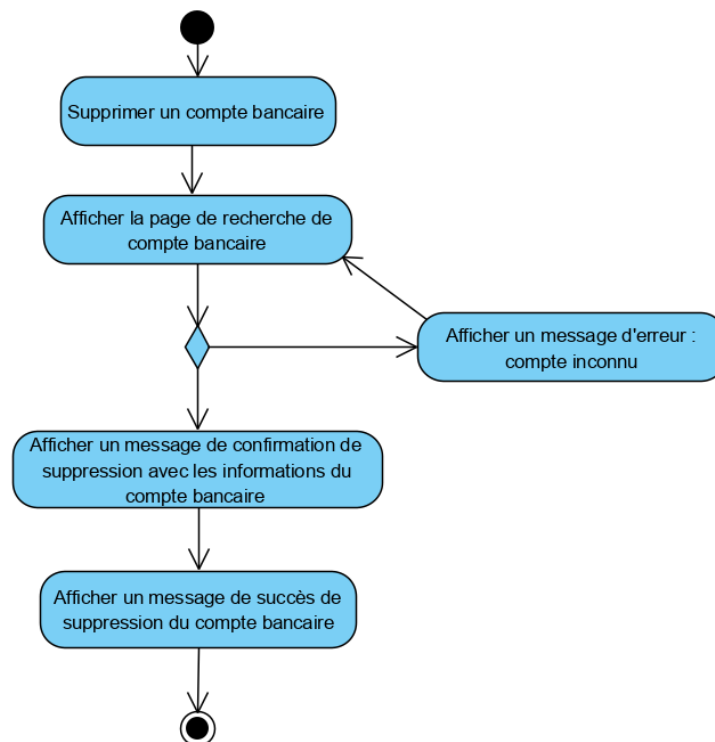 Supprimer un compte bancaire
Afficher la page de recherche de
compte bancaire
Afficher un message d'erreur :
compte inconnu
Afficher un message de confirmation de
suppression avec les informations du
compte bancaire
Afficher un message de succès de
suppression du compte bancaire